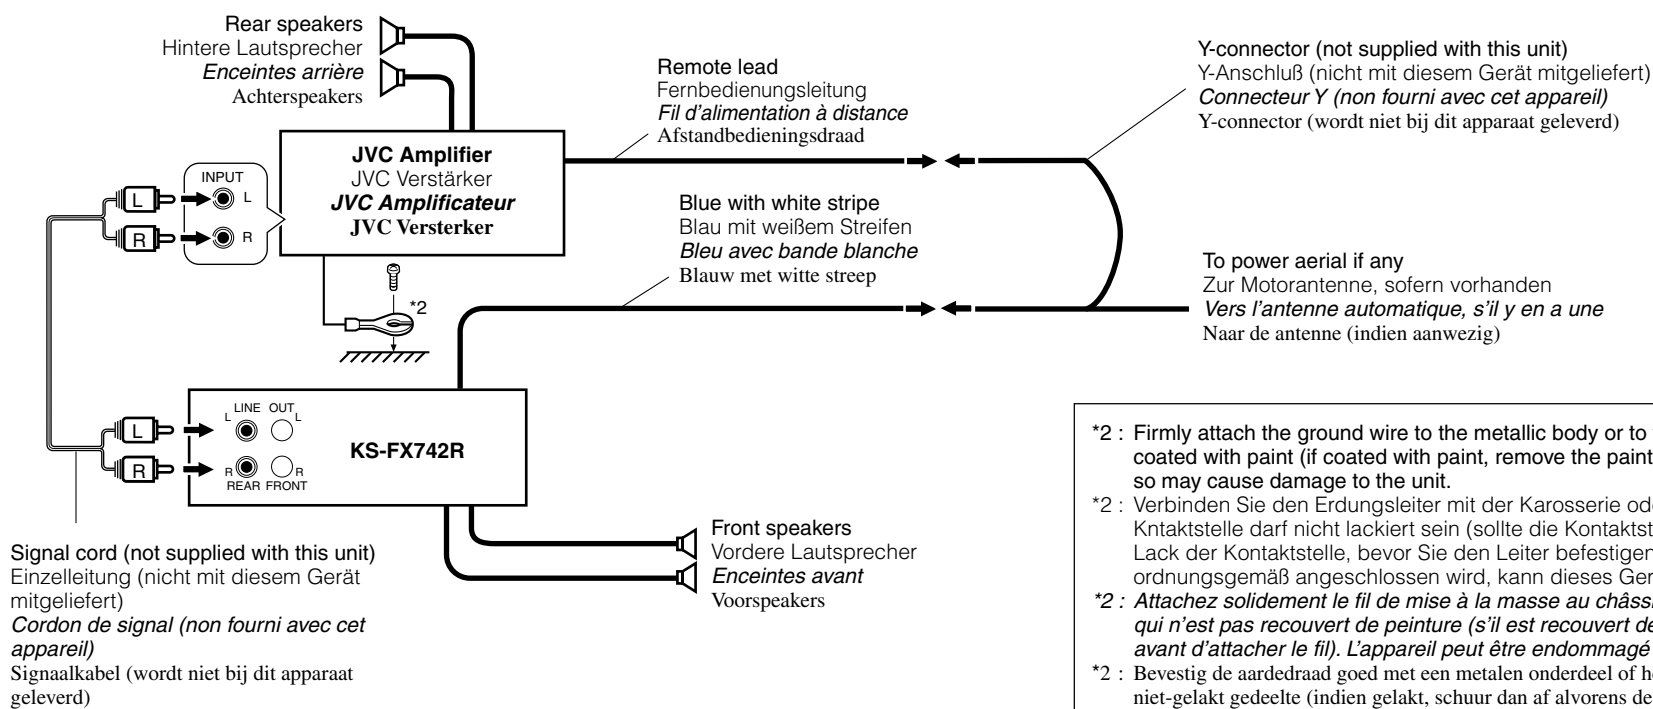 Rear speakers
Hintere Lautsprecher
Enceintes arrière
Achterspeakers
Remote lead
Fernbedienungsleitung
Fil d'alimentation à distance
Afstandbedieningsdraad
Y-connector (not supplied with this unit)
Y-Anschluß (nicht mit diesem Gerät mitgeliefert)
Connecteur Y (non fourni avec cet appareil)
Y-connector (wordt niet bij dit apparaat geleverd)
JVC Amplifier
JVC Verstärker
JVC Amplificateur
JVC Versterker
INPUT
L
L
R
R
Blue with white stripe
Blau mit weißem Streifen
Bleu avec bande blanche
Blauw met witte streep
To power aerial if any
Zur Motorantenne, sofern vorhanden
Vers l'antenne automatique, s'il y en a une
Naar de antenne (indien aanwezig)
*2
LINE OUT
L
L
L
R
R
R
REAR FRONT
KS-FX742R
Front speakers
Vordere Lautsprecher
Enceintes avant
Voorspeakers
Signal cord (not supplied with this unit)
Einzelleitung (nicht mit diesem Gerät
mitgeliefert)
Cordon de signal (non fourni avec cet
appareil)
Signaalkabel (wordt niet bij dit apparaat
geleverd)
*2 : Firmly attach the ground wire to the metallic body or to
coated with paint (if coated with paint, remove the paint
so may cause damage to the unit.
*2 : Verbinden Sie den Erdungsleiter mit der Karosserie
Kntaktstelle darf nicht lackiert sein (sollte die
Lack der Kontaktstelle, bevor Sie den Leiter befestigen
ordnungsgemäß angeschlossen wird, kann dieses
*2 : Attachez solidement le fil de mise à la masse au
qui n'est pas recouvert de peinture (s'il est recouvert
avant d'attacher le fil). L'appareil peut être endommagé
*2 : Bevestig de aardedraad goed met een metalen onderdeel of
niet-gelakt gedeelte (indien gelakt, schuur dan af alvorens de